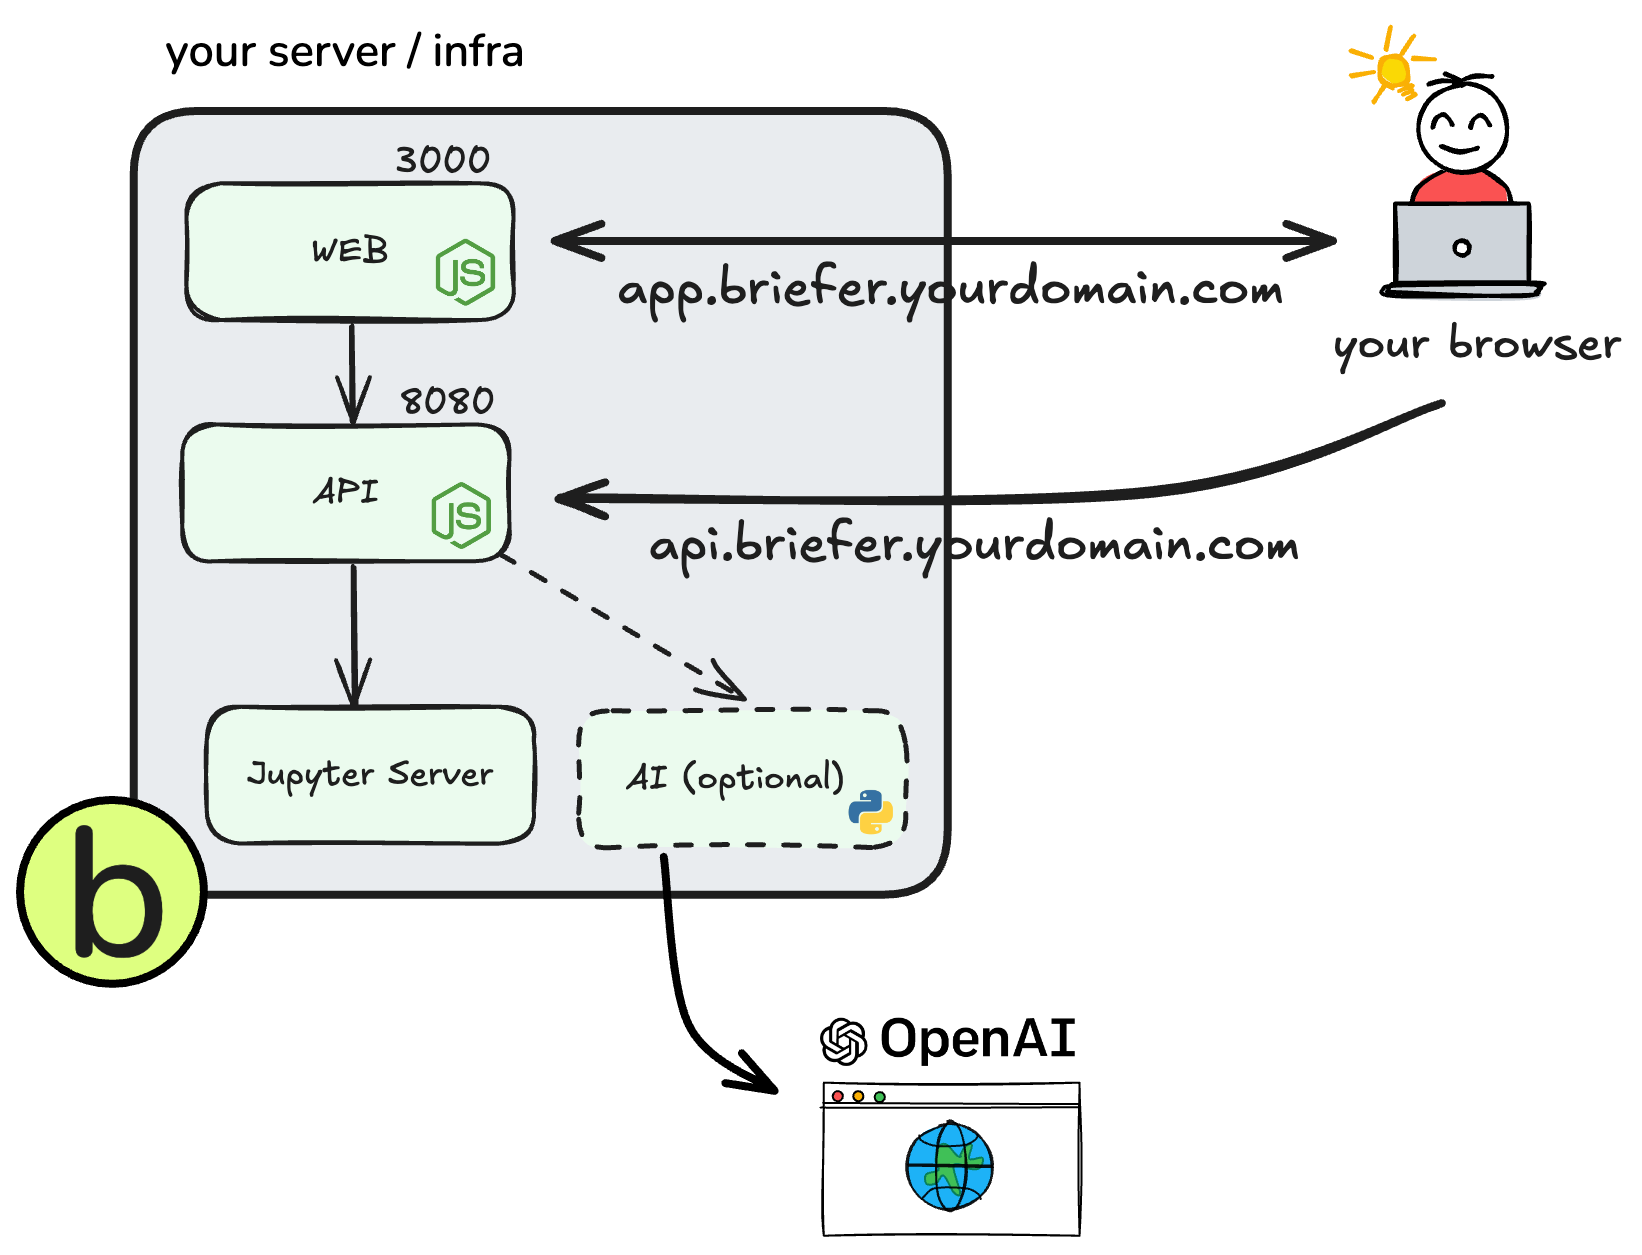 your server / infra
3000
WEB
JS
app.briefer.yourdomain.com
your browser
8080
API
JS
api.briefer.yourdomain.com
Jupyter Server
AI (optional)
b
OpenAI